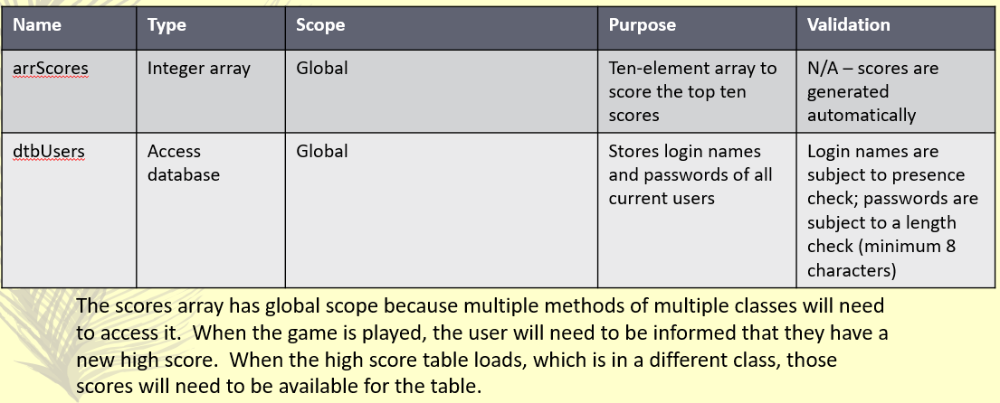 Name Type Scope Purpose Validation
arrScores Integer array Global Ten-element array to N/A – scores are
score the top ten generated
scores automatically
dtbUsers Access Global Stores login names Login names are
database and passwords of all subject to presence
current users check; passwords are
subject to a length
check (minimum 8
characters)
The scores array has global scope because multiple methods of multiple classes will need
to access it.  When the game is played, the user will need to be informed that they have a
new high score.  When the high score table loads, which is in a different class, those
scores will need to be available for the table.